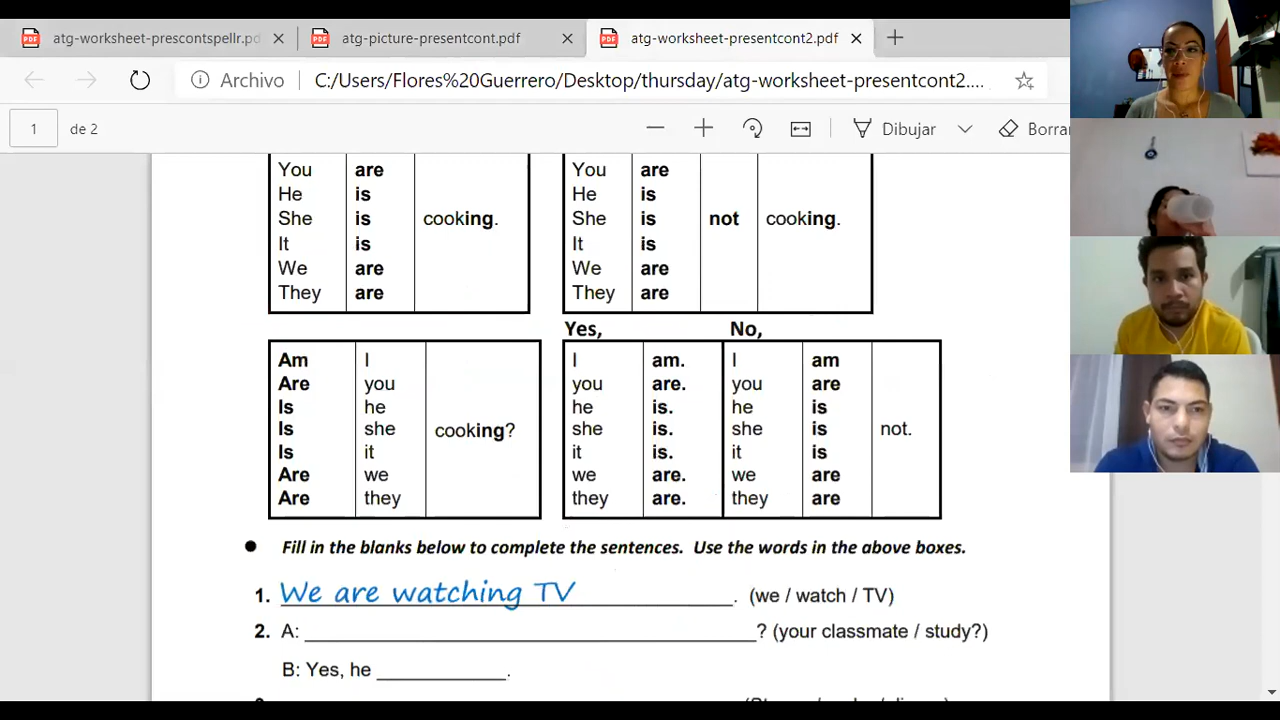 atg-worksheet-prescontspellr.pd
atg-picture-presentcont.pdf
atg-worksheet-presentcont2.pdf
Archivo
C:/Users/Flores%20Guerrero/Desktop/thursday/atg-worksheet-presentcont2....
1
de 2
Dibujar
Borra
You are
He is
She is cooking.
It is
We are
They are
You are
He is
She is not cooking.
It is
We are
They are
Yes, No,
Am I
Are you
Is he
Is she cooking?
Is it
Are we
Are they
I am. I am
you are. you are
he is. he is
she is. she is not.
it is. it is
we are. we are
they are. they are
● Fill in the blanks below to complete the sentences. Use the words in the above boxes.
1. We are watching TV. (we / watch / TV)
2. A: ? (your classmate / study?)
B: Yes, he .